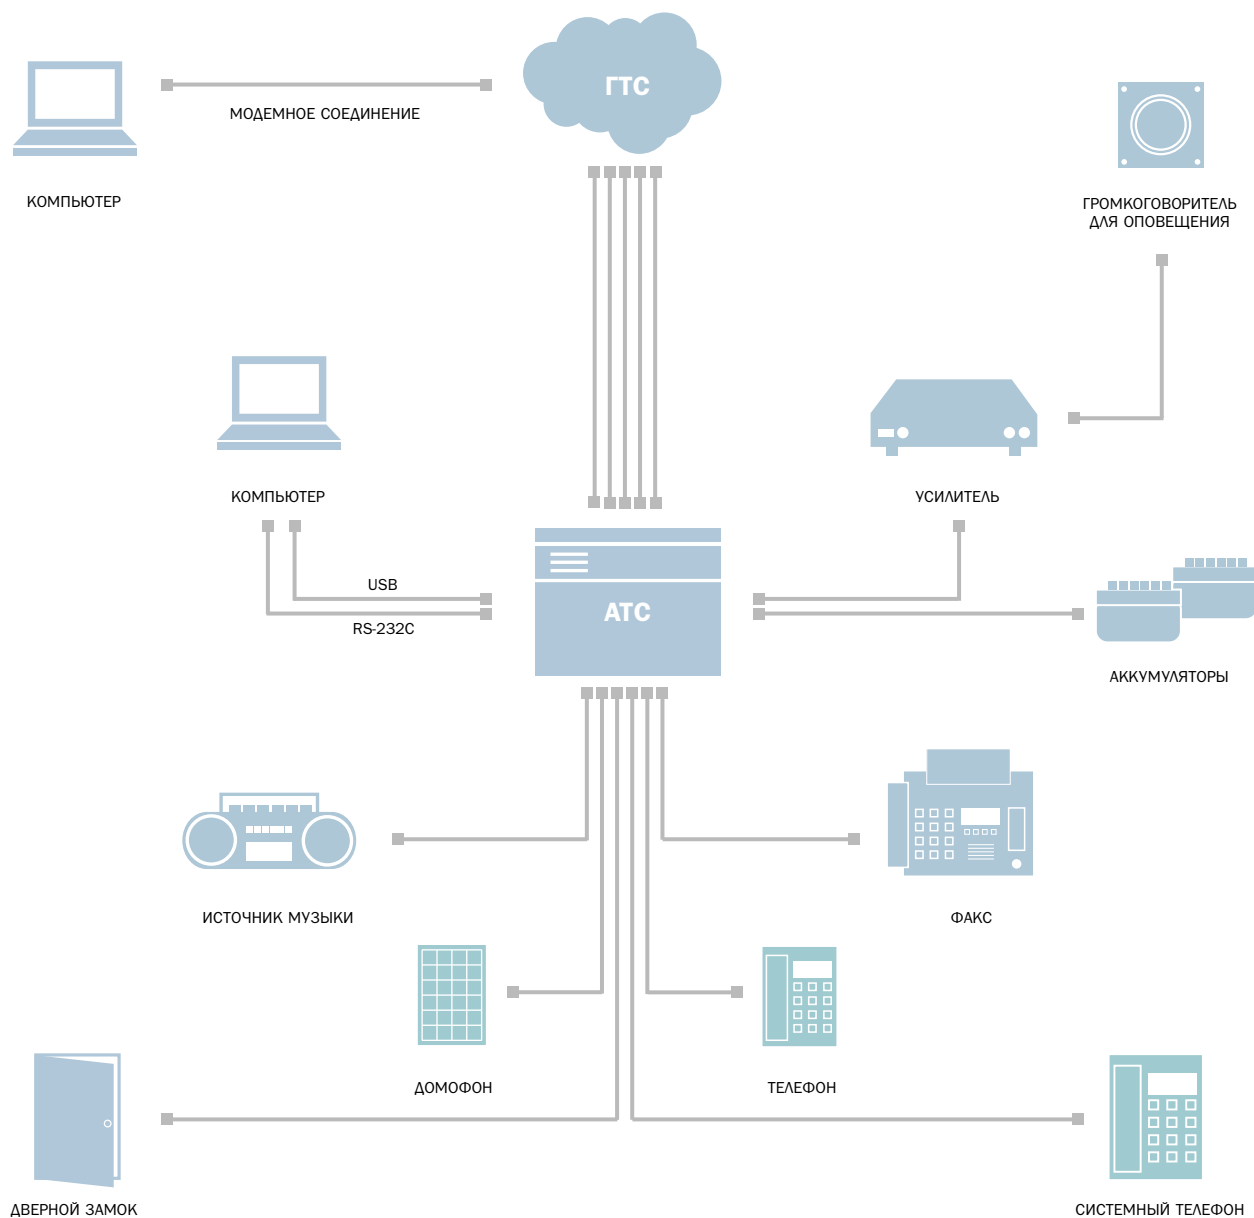 ГТС
МОДЕМНОЕ СОЕДИНЕНИЕ
КОМПЬЮТЕР
ГРОМКОГОВОРИТЕЛЬ
ДЛЯ ОПОВЕЩЕНИЯ
КОМПЬЮТЕР
УСИЛИТЕЛЬ
USB
RS-232C
АТС
АККУМУЛЯТОРЫ
ИСТОЧНИК МУЗЫКИ
ФАКС
ДОМОФОН
ТЕЛЕФОН
ДВЕРНОЙ ЗАМОК
СИСТЕМНЫЙ ТЕЛЕФОН